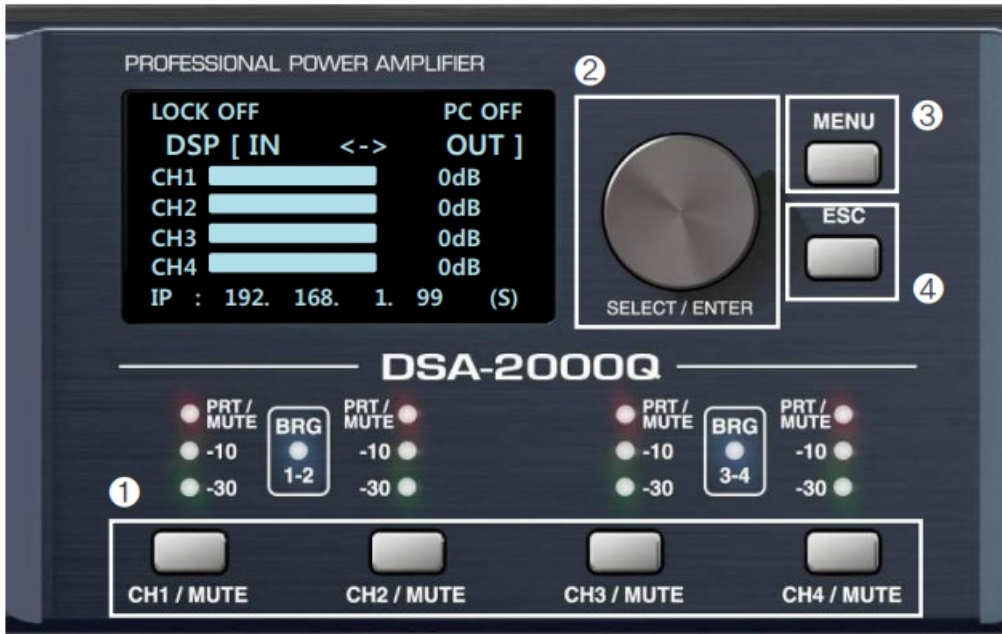 PROFESSIONAL POWER AMPLIFIER
LOCK OFF PC OFF
DSP [ IN <-> OUT ]
CH1 0dB
CH2 0dB
CH3 0dB
CH4 0dB
IP : 192. 168. 1. 99 (S)
②
SELECT / ENTER
MENU
③
ESC
④
DSA-2000Q
PRT/ MUTE
-10
-30
BRG
1-2
PRT/ MUTE
-10
-30
PRT/ MUTE
-10
-30
BRG
3-4
PRT/ MUTE
-10
-30
①
CH1 / MUTE CH2 / MUTE CH3 / MUTE CH4 / MUTE